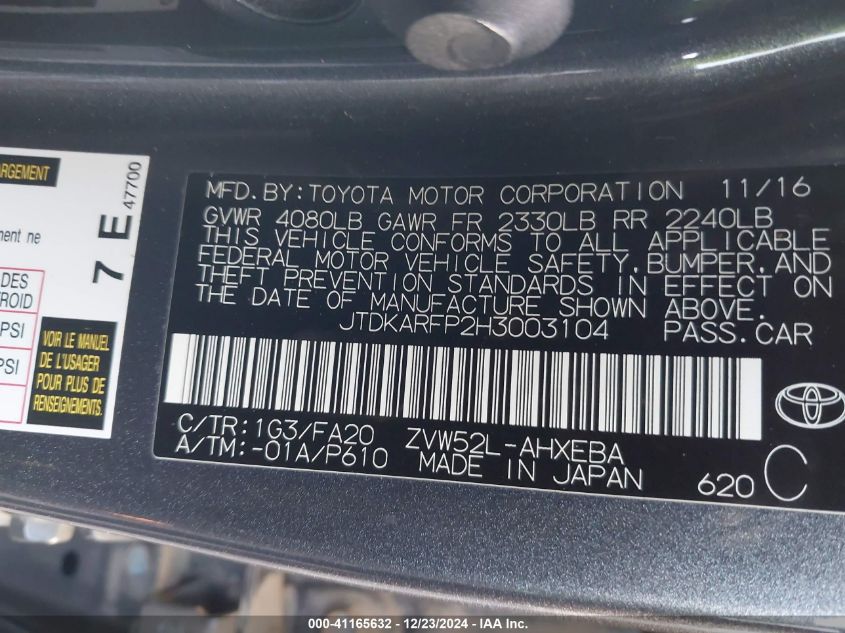 ARGEMENT
ment ne
7 E 47700
DES
ROID
PSI
PSI
VOIR LE MANUEL
DE L'USAGER
POUR PLUS DE
RENSEIGNEMENTS.
MFD.BY:TOYOTA MOTOR CORPORATION 11/16
GVWR 4080LB GAWR FR 2330LB RR 2240LB
THIS VEHICLE CONFORMS TO ALL APPLICABLE
FEDERAL MOTOR VEHICLE SAFETY,BUMPER,AND
THEFT PREVENTION STANDARDS IN EFFECT ON
THE DATE OF MANUFACTURE SHOWN ABOVE.
JTDKARFP2H3003104 PASS.CAR
C/TR:1G3/FA20 ZVW52L-AHXEBA
A/TM:-01A/P610 MADE IN JAPAN 620 C
000-41165632 - 12/23/2024 - IAA Inc.